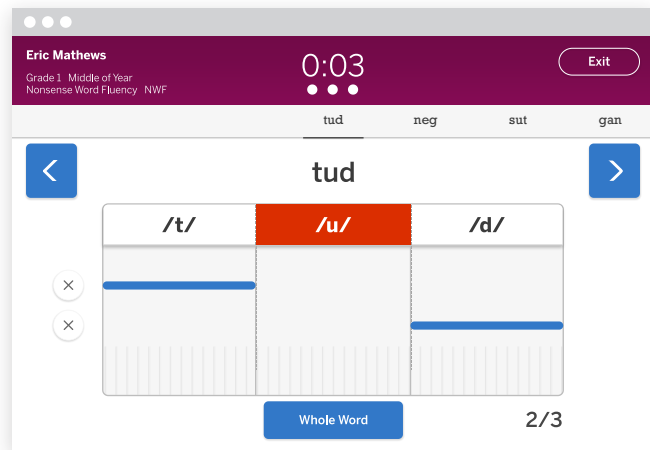 Eric Mathews
Grade 1 Middle of Year
Nonsense Word Fluency NWF
0:03
Exit
tud neg sut gan
tud
/t/ /u/ /d/
Whole Word
2/3